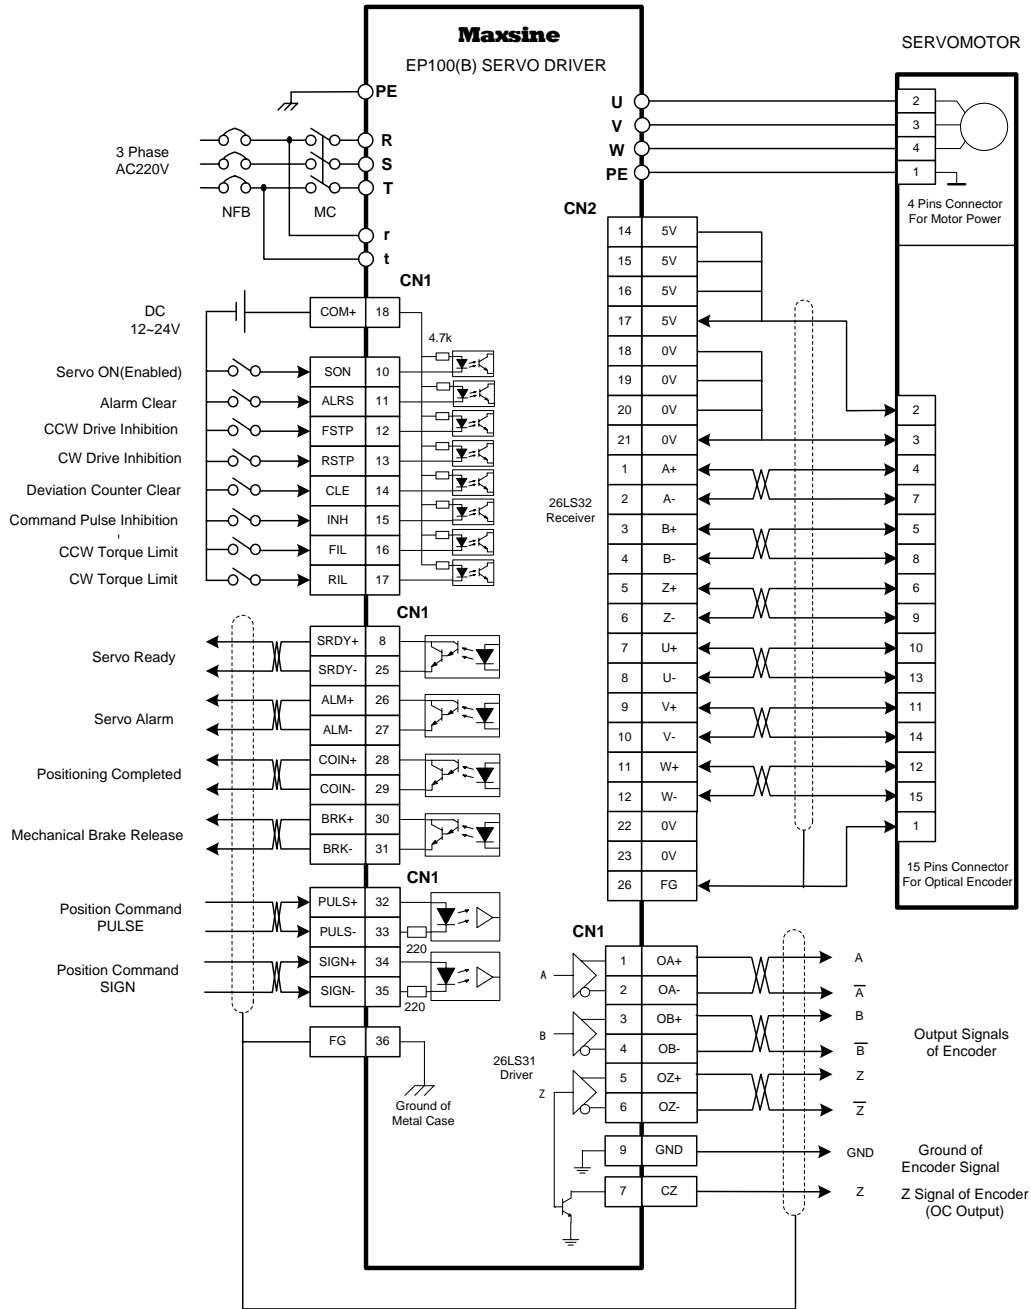 Maxsine
EP100(B) SERVO DRIVER
SERVOMOTOR
PE
R
S
T
r
t
3 Phase
AC220V
NFB
MC
U
V
W
PE
2
3
4
1
4 Pins Connector
For Motor Power
CN1
DC
12~24V
COM+ 18
4.7k
Servo ON(Enabled) SON 10
Alarm Clear ALRS 11
CCW Drive Inhibition FSTP 12
CW Drive Inhibition RSTP 13
Deviation Counter Clear CLE 14
Command Pulse Inhibition INH 15
CCW Torque Limit FIL 16
CW Torque Limit RIL 17
CN1
Servo Ready
SRDY+ 8
SRDY- 25
Servo Alarm
ALM+ 26
ALM- 27
Positioning Completed
COIN+ 28
COIN- 29
Mechanical Brake Release
BRK+ 30
BRK- 31
CN1
Position Command
PULSE
PULS+ 32
PULS- 33
220
Position Command
SIGN
SIGN+ 34
SIGN- 35
220
FG 36
Ground of
Metal Case
CN2
14 5V
15 5V
16 5V
17 5V
18 0V
19 0V
20 0V
21 0V
1 A+
2 A-
3 B+
4 B-
5 Z+
6 Z-
7 U+
8 U-
9 V+
10 V-
11 W+
12 W-
22 0V
23 0V
26 FG
26LS32
Receiver
2
3
4
7
5
8
6
9
10
13
11
14
12
15
1
15 Pins Connector
For Optical Encoder
CN1
A
1 OA+ A
2 OA- A̅
B
3 OB+ B
4 OB- B̅
26LS31
Driver
Z
5 OZ+ Z
6 OZ- Z̅
Output Signals
of Encoder
9 GND GND
Ground of
Encoder Signal
7 CZ Z
Z Signal of Encoder
(OC Output)